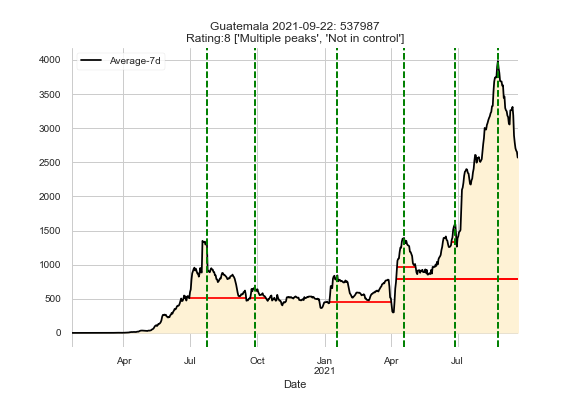 Guatemala 2021-09-22: 537987
Rating:8 ['Multiple peaks', 'Not in control']
Average-7d
4000
3500
3000
2500
2000
1500
1000
500
0
Apr
Jul
Oct
Jan
2021
Apr
Jul
Date